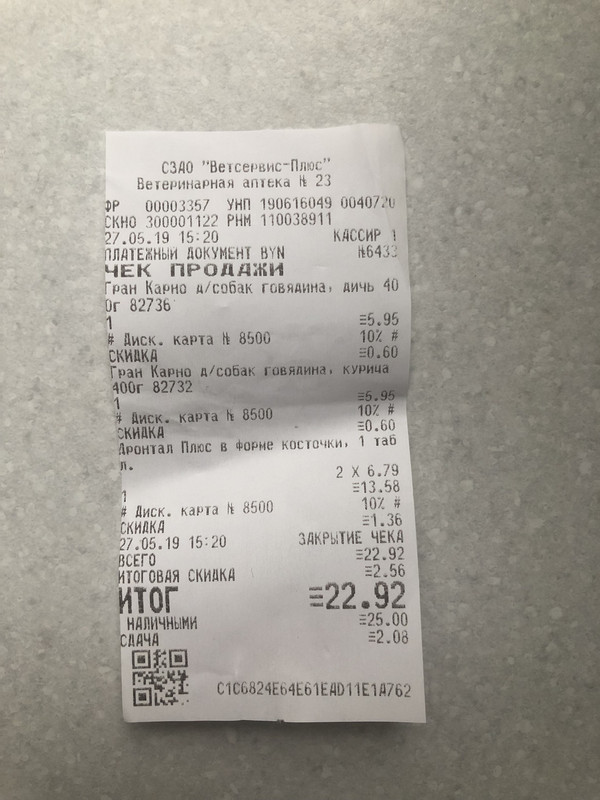 СЗАО "Ветсервис-Плюс"
Ветеринарная аптека № 23
ФР 00003357 УНП 190616049 0040720
СКНО 300001122 РНМ 110038911
27.05.19 15:20 КАССИР 1
ПЛАТЕЖНЫЙ ДОКУМЕНТ BYN №6433
ЧЕК ПРОДАЖИ
Гран Карно д/собак говядина, дичь 40
0г 82736
1 ≡5.95
# Диск. карта № 8500 10% #
СКИДКА ≡0.60
Гран Карно д/собак говядина, курица
400г 82732
1 ≡5.95
# Диск. карта № 8500 10% #
СКИДКА ≡0.60
Дронтал Плюс в форме косточки, 1 таб
л.
2 X 6.79
1 ≡13.58
# Диск. карта № 8500 10% #
СКИДКА ≡1.36
27.05.19 15:20 ЗАКРЫТИЕ ЧЕКА
ВСЕГО ≡22.92
ИТОГОВАЯ СКИДКА ≡2.56
ИТОГ ≡22.92
НАЛИЧНЫМИ ≡25.00
СДАЧА ≡2.08
C1C6824E64E61EAD11E1A762